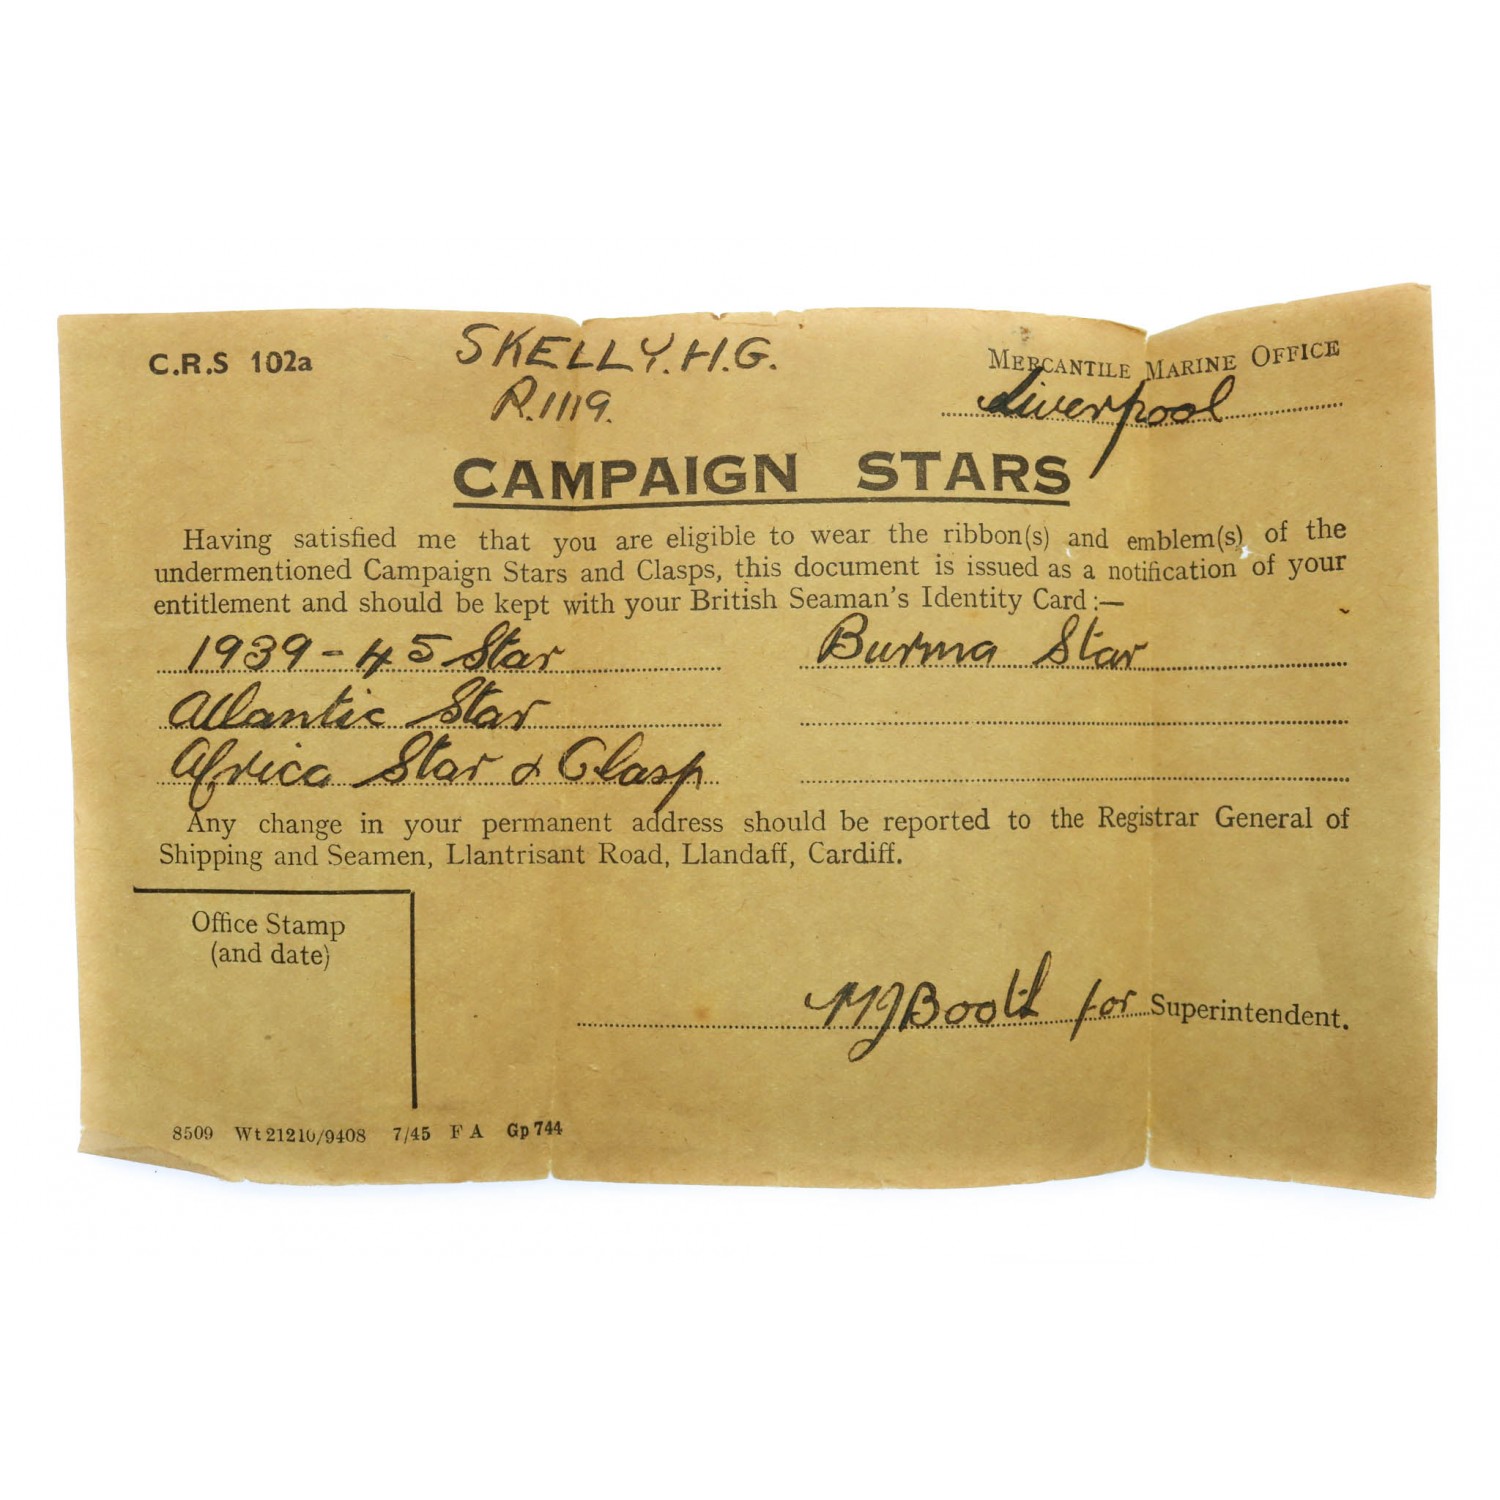 C.R.S 102a
SKELLY. H.G.
R.1119.
MERCANTILE MARINE OFFICE
Liverpool
CAMPAIGN STARS
Having satisfied me that you are eligible to wear the ribbon(s) and emblem(s) of the
undermentioned Campaign Stars and Clasps, this document is issued as a notification of your
entitlement and should be kept with your British Seaman's Identity Card :—
1939-45 Star
Burma Star
Atlantic Star
Africa Star & Clasp
Any change in your permanent address should be reported to the Registrar General of
Shipping and Seamen, Llantrisant Road, Llandaff, Cardiff.
Office Stamp
(and date)
MJ Booth for Superintendent.
8509 Wt 21210/9408 7/45 F A Gp 744